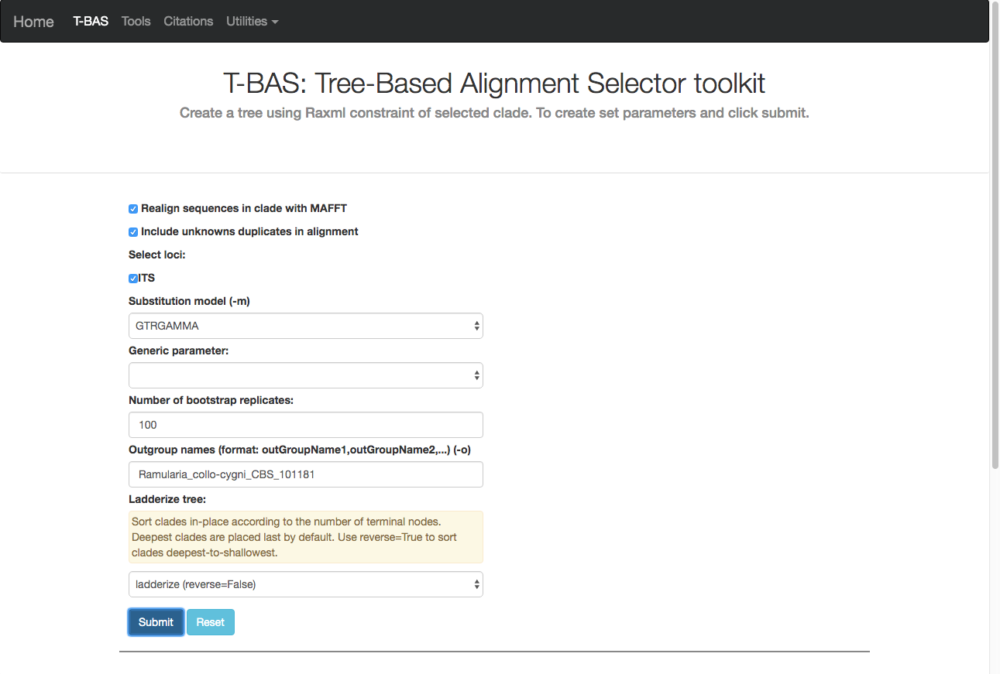 Home T-BAS Tools Citations Utilities
T-BAS: Tree-Based Alignment Selector toolkit
Create a tree using Raxml constraint of selected clade. To create set parameters and click submit.
Realign sequences in clade with MAFFT
Include unknowns duplicates in alignment
Select loci:
ITS
Substitution model (-m)
GTRGAMMA
Generic parameter:
Number of bootstrap replicates:
100
Outgroup names (format: outGroupName1,outGroupName2,...) (-o)
Ramularia_collo-cygni_CBS_101181
Ladderize tree:
Sort clades in-place according to the number of terminal nodes.
Deepest clades are placed last by default. Use reverse=True to sort
clades deepest-to-shallowest.
ladderize (reverse=False)
Submit Reset